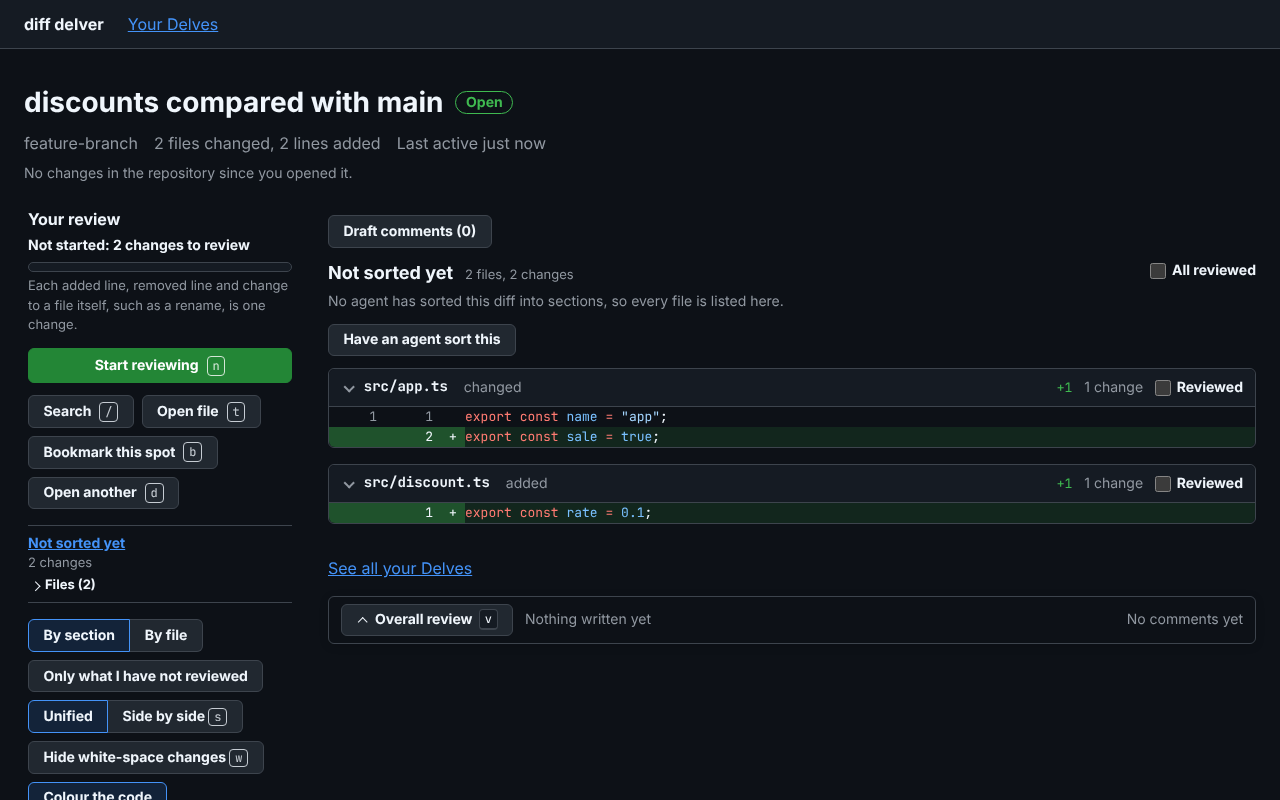 diff delver Your Delves
discounts compared with main Open
feature-branch 2 files changed, 2 lines added Last active just now
No changes in the repository since you opened it.
Your review
Not started: 2 changes to review
Each added line, removed line and change
to a file itself, such as a rename, is one
change.
Start reviewing n
Search / Open file t
Bookmark this spot b
Open another d
Not sorted yet
2 changes
Files (2)
By section By file
Only what I have not reviewed
Unified Side by side s
Hide white-space changes w
Colour the code
Draft comments (0)
Not sorted yet 2 files, 2 changes All reviewed
No agent has sorted this diff into sections, so every file is listed here.
Have an agent sort this
src/app.ts changed +1 1 change Reviewed
1 1 export const name = "app";
2 + export const sale = true;
src/discount.ts added +1 1 change Reviewed
1 + export const rate = 0.1;
See all your Delves
Overall review v Nothing written yet No comments yet